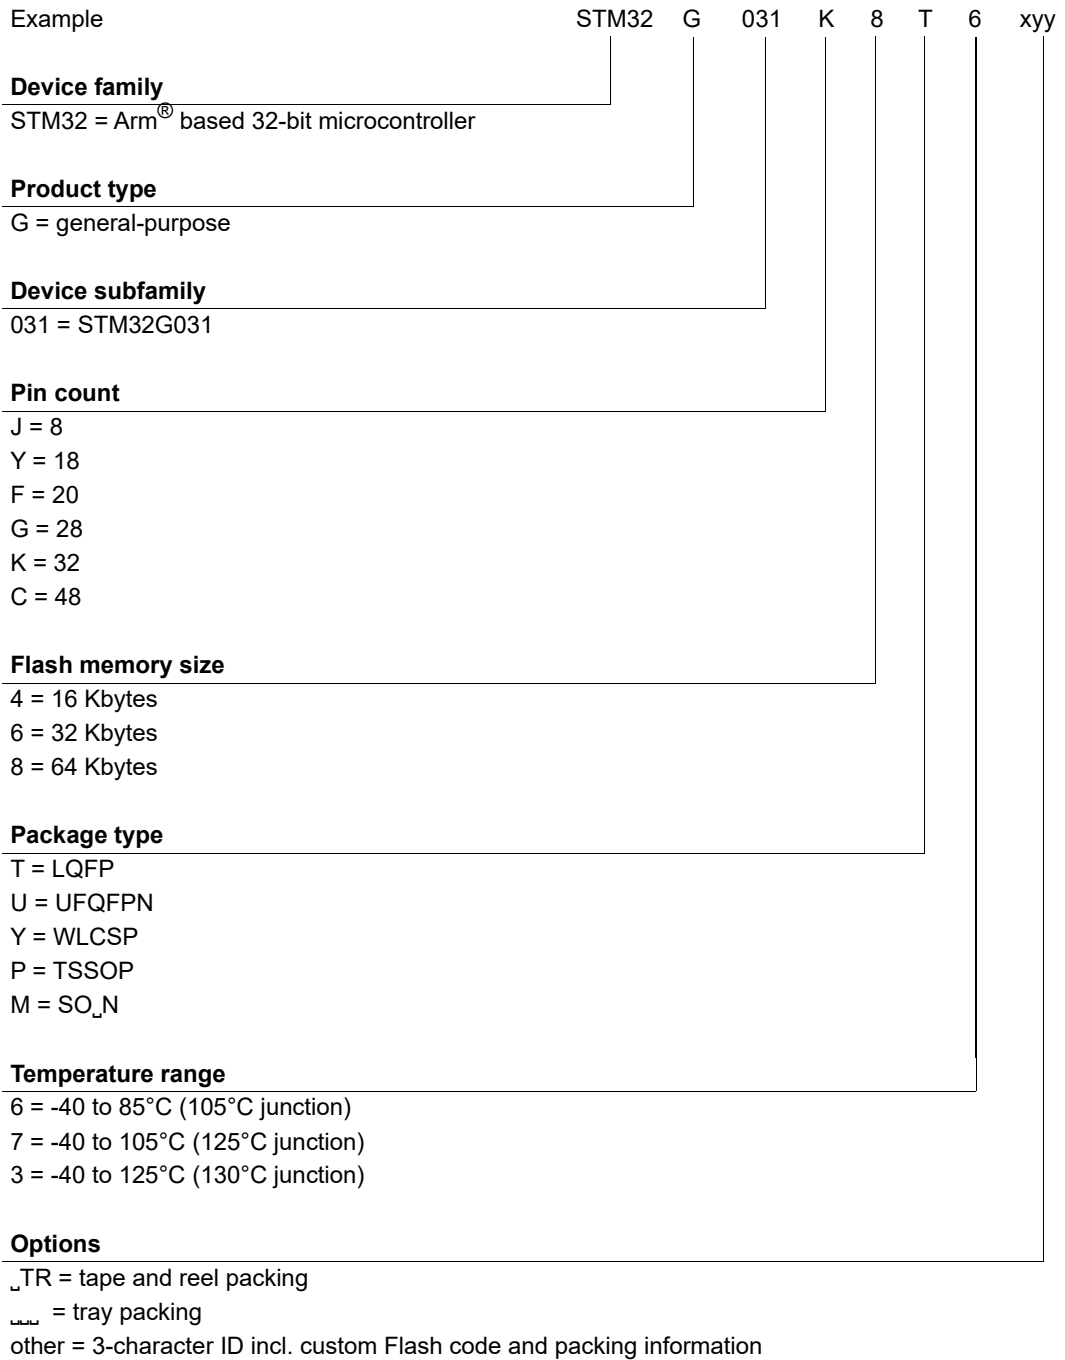 Example STM32 G 031 K 8 T 6 xyy
Device family
STM32 = Arm® based 32-bit microcontroller
Product type
G = general-purpose
Device subfamily
031 = STM32G031
Pin count
J = 8
Y = 18
F = 20
G = 28
K = 32
C = 48
Flash memory size
4 = 16 Kbytes
6 = 32 Kbytes
8 = 64 Kbytes
Package type
T = LQFP
U = UFQFPN
Y = WLCSP
P = TSSOP
M = SO␣N
Temperature range
6 = -40 to 85°C (105°C junction)
7 = -40 to 105°C (125°C junction)
3 = -40 to 125°C (130°C junction)
Options
␣TR = tape and reel packing
␣␣␣ = tray packing
other = 3-character ID incl. custom Flash code and packing information